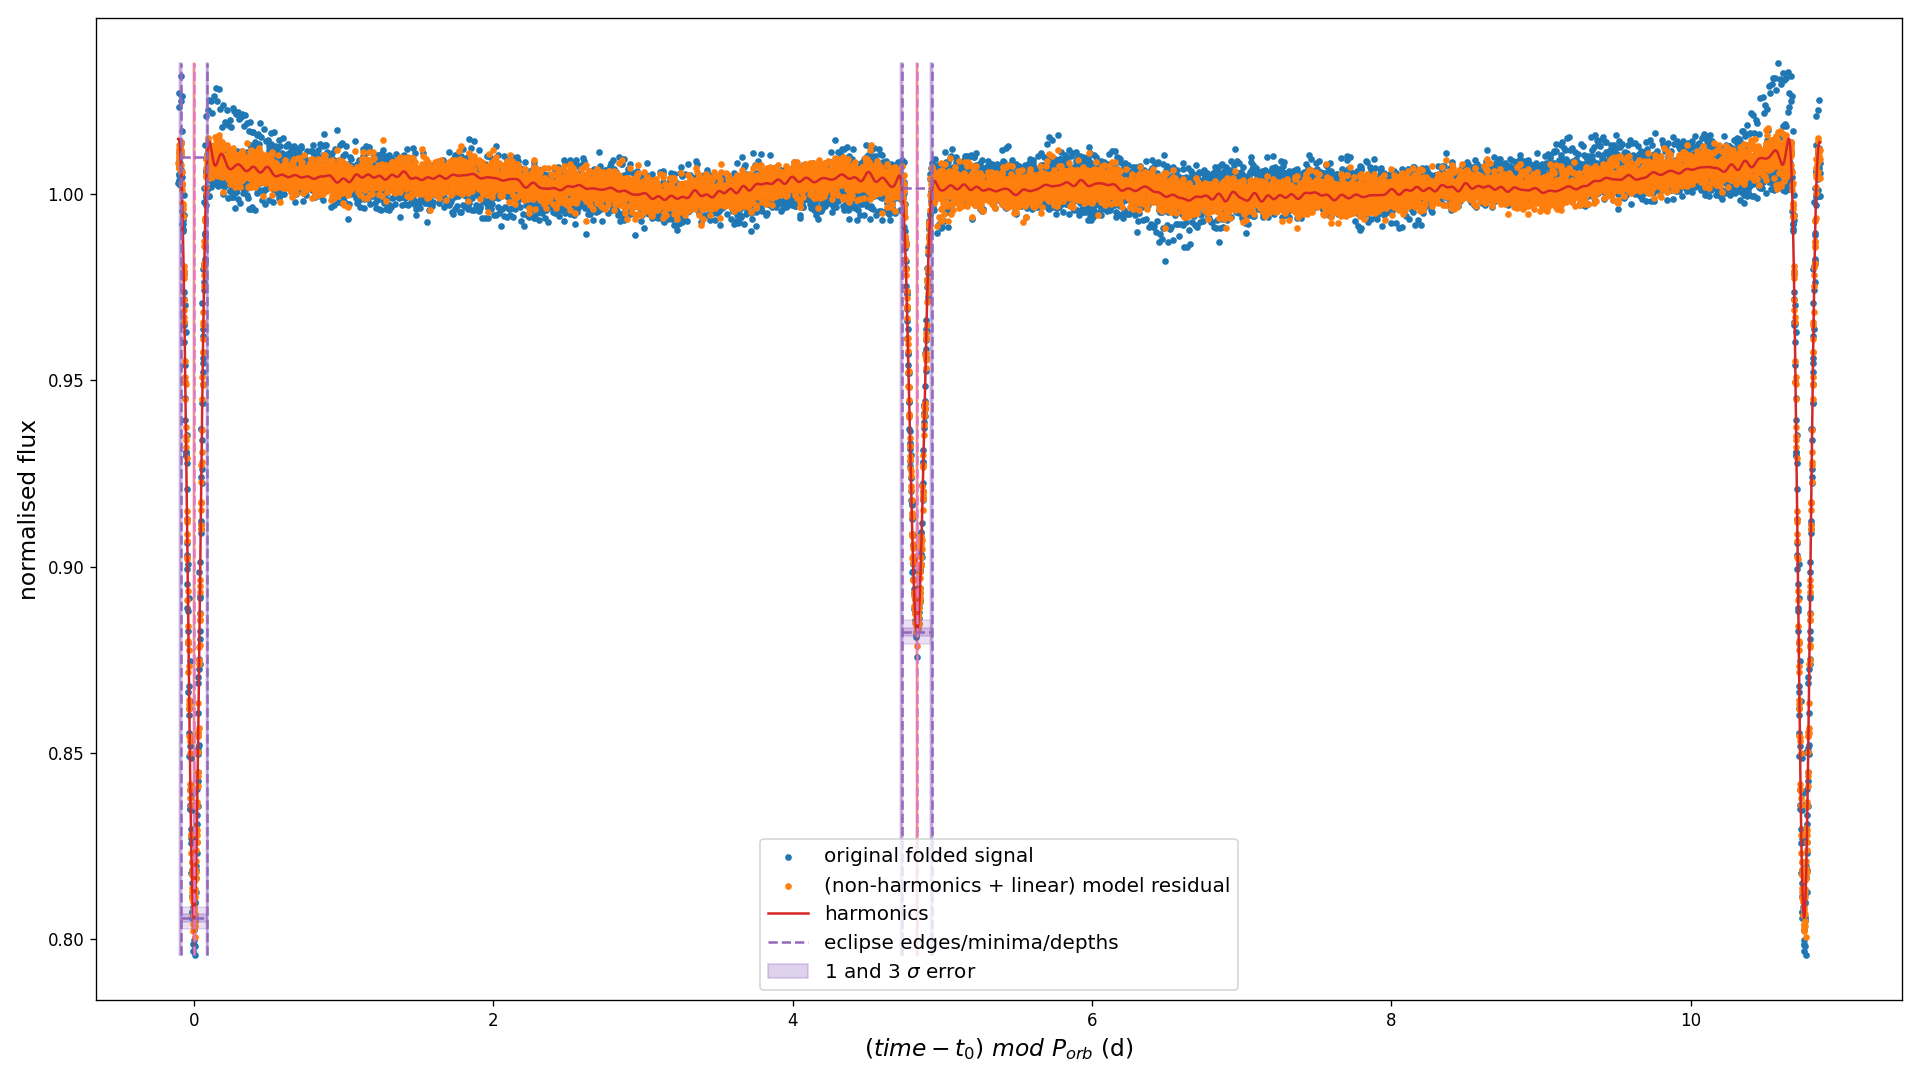 normalised flux
1.00
0.95
0.90
0.85
0.80
original folded signal
(non-harmonics + linear) model residual
harmonics
eclipse edges/minima/depths
1 and 3 σ error
0 2 4 6 8 10
(time − t₀) mod Pₒᵣ₆ (d)